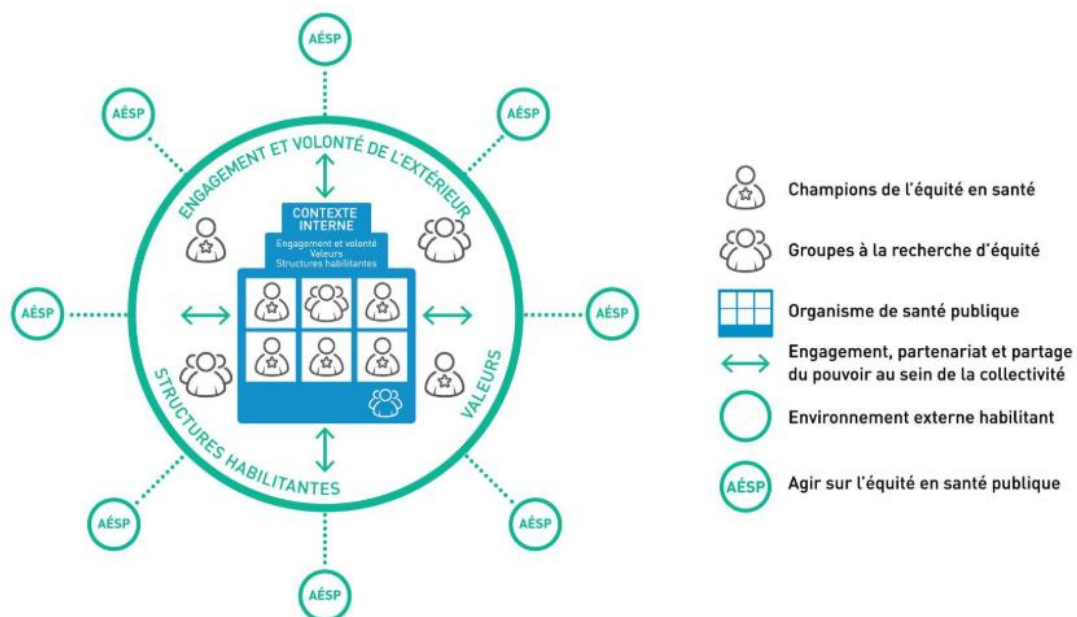 AÉSP
AÉSP
AÉSP
ENGAGEMENT ET VOLONTÉ DE L'EXTÉRIEUR
CONTEXTE
INTERNE
Engagement et volonté
Valeurs
Structures habilitantes
AÉSP
AÉSP
STRUCTURES HABILITANTES
VALEURS
AÉSP
AÉSP
AÉSP
Champions de l'équité en santé
Groupes à la recherche d'équité
Organisme de santé publique
Engagement, partenariat et partage
du pouvoir au sein de la collectivité
Environnement externe habilitant
AÉSP
Agir sur l'équité en santé publique